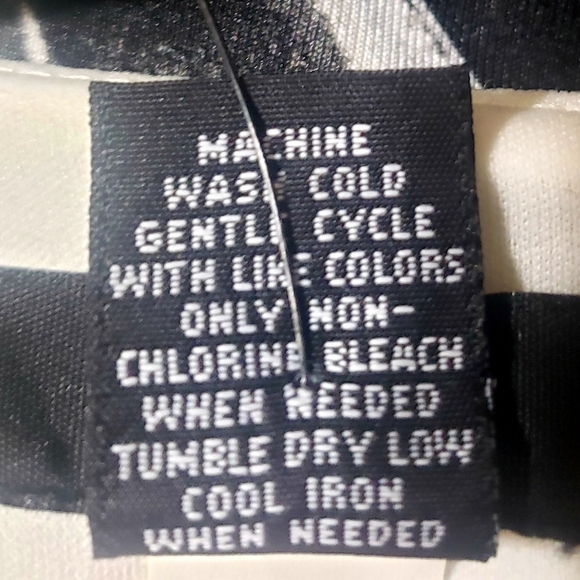 MACHINE
WASH COLD
GENTLE CYCLE
WITH LIKE COLORS
ONLY NON-
CHLORINE BLEACH
WHEN NEEDED
TUMBLE DRY LOW
COOL IRON
WHEN NEEDED